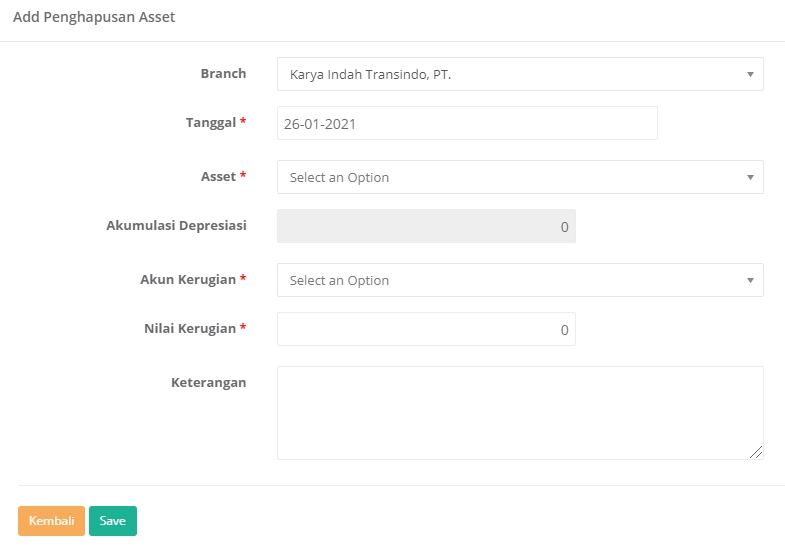 Add Penghapusan Asset
Branch Karya Indah Transindo, PT.
Tanggal * 26-01-2021
Asset * Select an Option
Akumulasi Depresiasi 0
Akun Kerugian * Select an Option
Nilai Kerugian * 0
Keterangan
Kembali Save